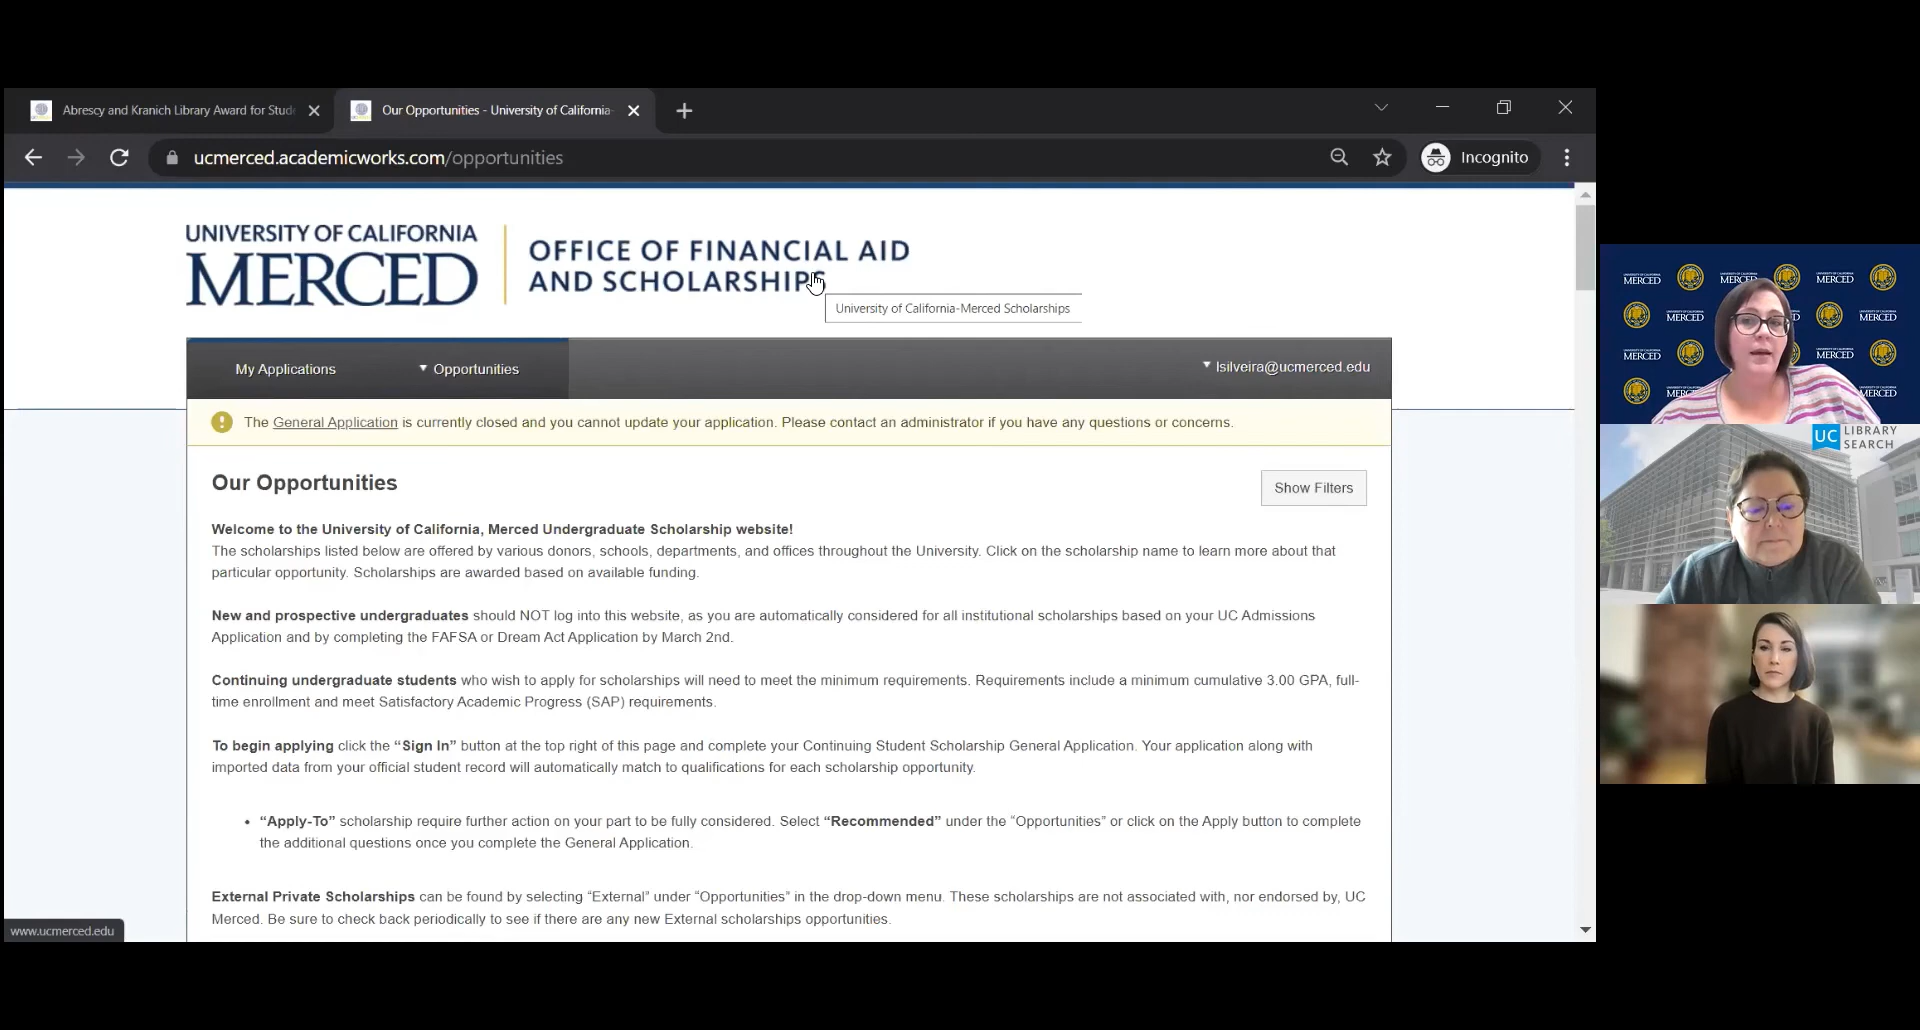 Abrescy and Kranich Library Award for Stude
Our Opportunities - University of California-
ucmerced.academicworks.com/opportunities
Incognito
UNIVERSITY OF CALIFORNIA
MERCED
OFFICE OF FINANCIAL AID
AND SCHOLARSHIPS
University of California-Merced Scholarships
My Applications
Opportunities
lsilveira@ucmerced.edu
The General Application is currently closed and you cannot update your application. Please contact an administrator if you have any questions or concerns.
Our Opportunities
Show Filters
Welcome to the University of California, Merced Undergraduate Scholarship website!
The scholarships listed below are offered by various donors, schools, departments, and offices throughout the University. Click on the scholarship name to learn more about that
particular opportunity. Scholarships are awarded based on available funding.
New and prospective undergraduates should NOT log into this website, as you are automatically considered for all institutional scholarships based on your UC Admissions
Application and by completing the FAFSA or Dream Act Application by March 2nd.
Continuing undergraduate students who wish to apply for scholarships will need to meet the minimum requirements. Requirements include a minimum cumulative 3.00 GPA, full-
time enrollment and meet Satisfactory Academic Progress (SAP) requirements.
To begin applying click the “Sign In” button at the top right of this page and complete your Continuing Student Scholarship General Application. Your application along with
imported data from your official student record will automatically match to qualifications for each scholarship opportunity.
• “Apply-To” scholarship require further action on your part to be fully considered. Select “Recommended” under the “Opportunities” or click on the Apply button to complete
the additional questions once you complete the General Application.
External Private Scholarships can be found by selecting “External” under “Opportunities” in the drop-down menu. These scholarships are not associated with, nor endorsed by, UC
Merced. Be sure to check back periodically to see if there are any new External scholarships opportunities.
www.ucmerced.edu
MERCED MERCED MERCED
MERCED MERCED
MERCED MERCED
MERCED MERCED
UC LIBRARY
SEARCH